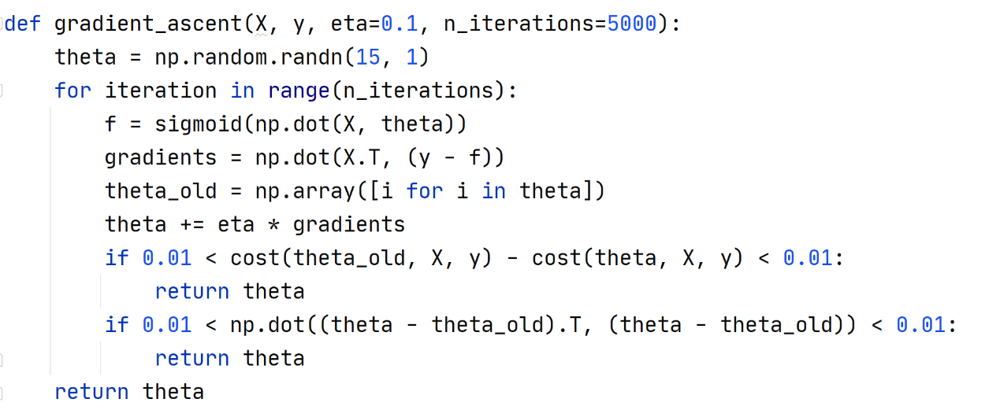 def gradient_ascent(X, y, eta=0.1, n_iterations=5000):
    theta = np.random.randn(15, 1)
    for iteration in range(n_iterations):
        f = sigmoid(np.dot(X, theta))
        gradients = np.dot(X.T, (y - f))
        theta_old = np.array([i for i in theta])
        theta += eta * gradients
        if 0.01 < cost(theta_old, X, y) - cost(theta, X, y) < 0.01:
            return theta
        if 0.01 < np.dot((theta - theta_old).T, (theta - theta_old)) < 0.01:
            return theta
    return theta